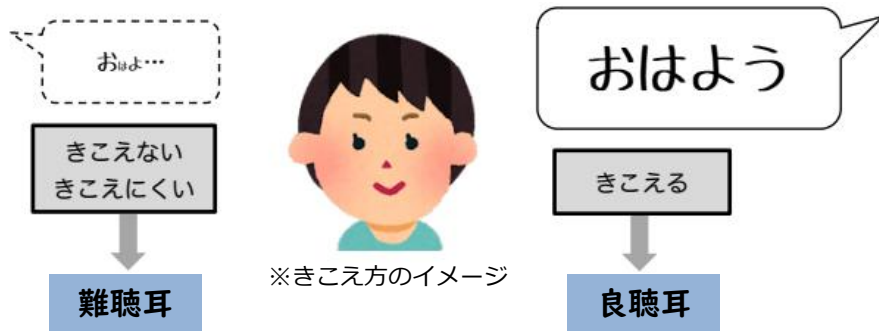 おはよ…
おはよう
きこえない
きこえにくい
きこえる
※きこえ方のイメージ
難聴耳
良聴耳